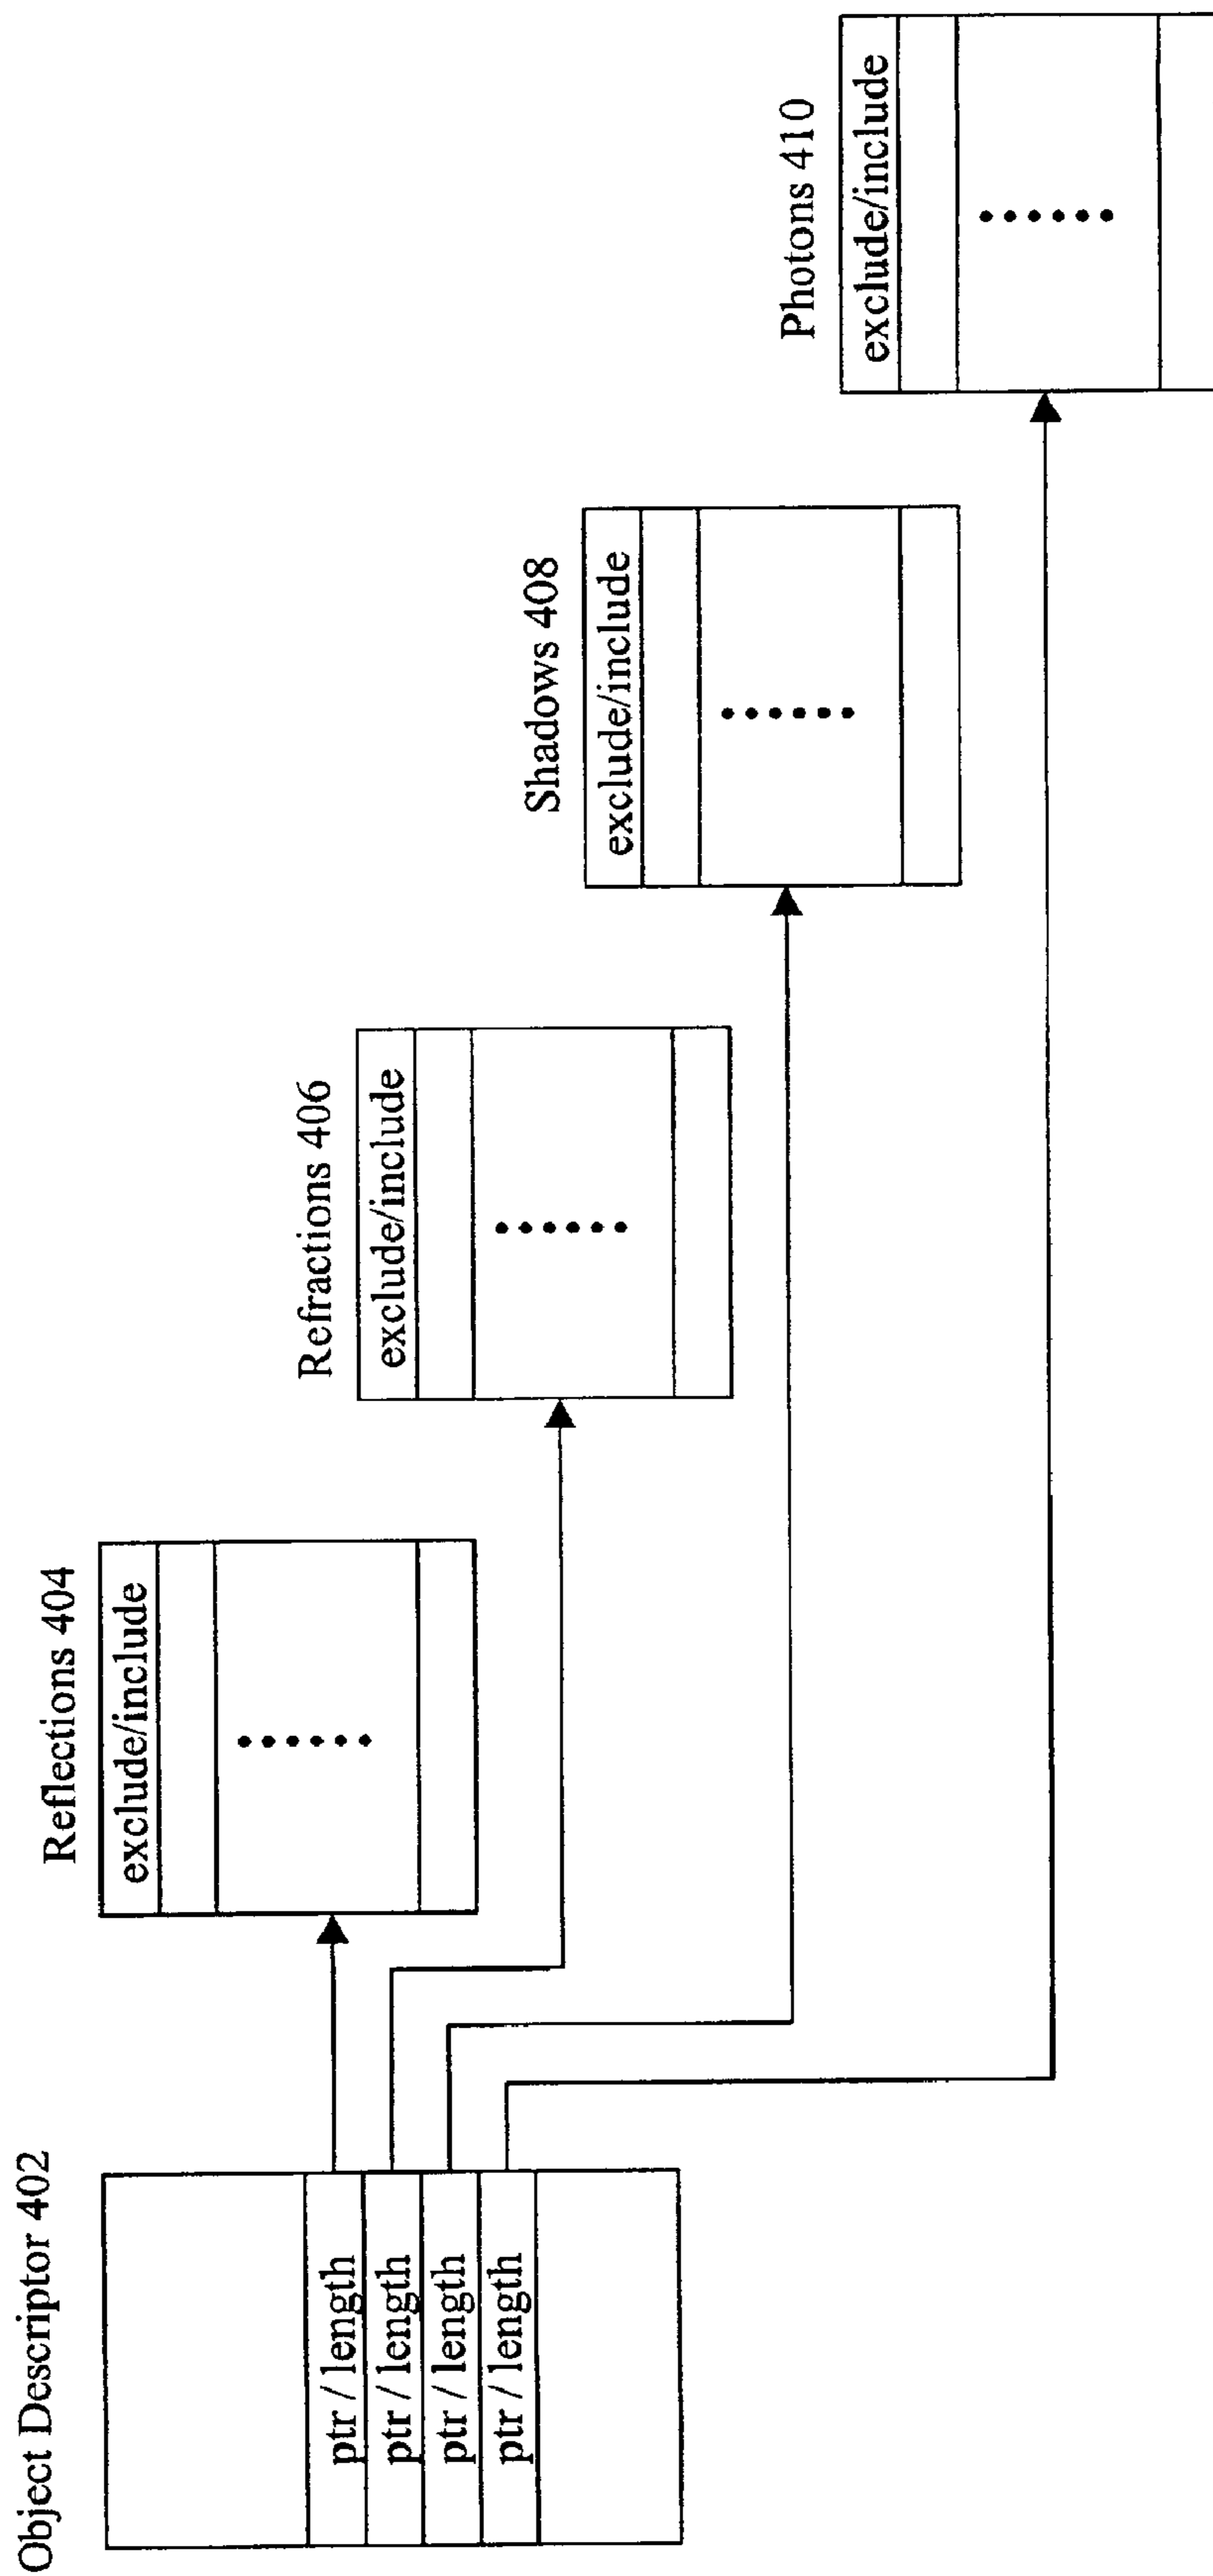 Object Descriptor 402
ptr / length
ptr / length
ptr / length
ptr / length
Reflections 404
exclude/include
Refractions 406
exclude/include
Shadows 408
exclude/include
Photons 410
exclude/include